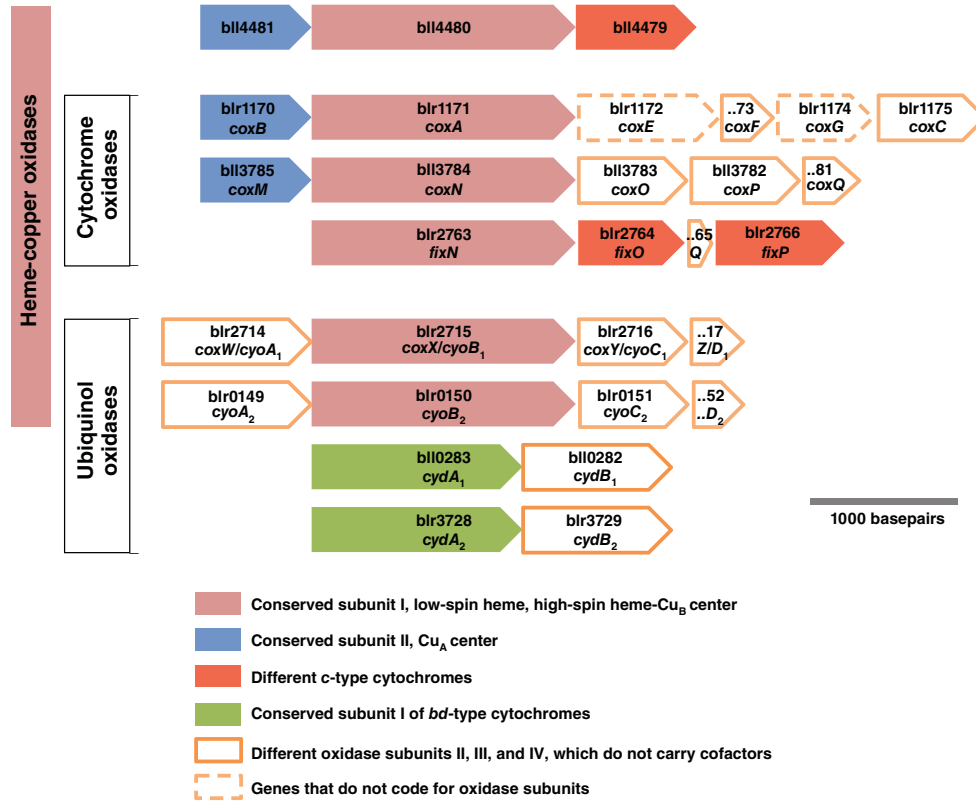 Heme-copper oxidases
Cytochrome
oxidases
Ubiquinol
oxidases
bll4481
bll4480
bll4479
blr1170
coxB
blr1171
coxA
blr1172
coxE
..73
coxF
blr1174
coxG
blr1175
coxC
bll3785
coxM
bll3784
coxN
bll3783
coxO
bll3782
coxP
..81
coxQ
blr2763
fixN
blr2764
fixO
..65
Q
blr2766
fixP
blr2714
coxW/cyoA1
blr2715
coxX/cyoB1
blr2716
coxY/cyoC1
..17
Z/D1
blr0149
cyoA2
blr0150
cyoB2
blr0151
cyoC2
..52
..D2
bll0283
cydA1
bll0282
cydB1
blr3728
cydA2
blr3729
cydB2
1000 basepairs
Conserved subunit I, low-spin heme, high-spin heme-CuB center
Conserved subunit II, CuA center
Different c-type cytochromes
Conserved subunit I of bd-type cytochromes
Different oxidase subunits II, III, and IV, which do not carry cofactors
Genes that do not code for oxidase subunits